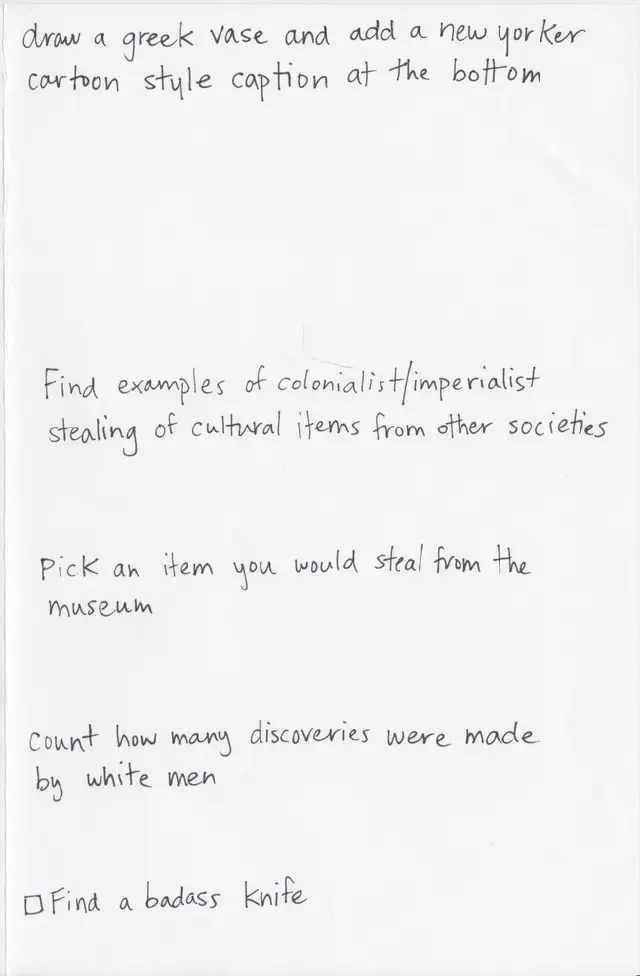 draw a greek vase and add a new yorker
cartoon style caption at the bottom
Find examples of colonialist/imperialist
stealing of cultural items from other societies
Pick an item you would steal from the
museum
count how many discoveries were made
by white men
□ Find a badass knife